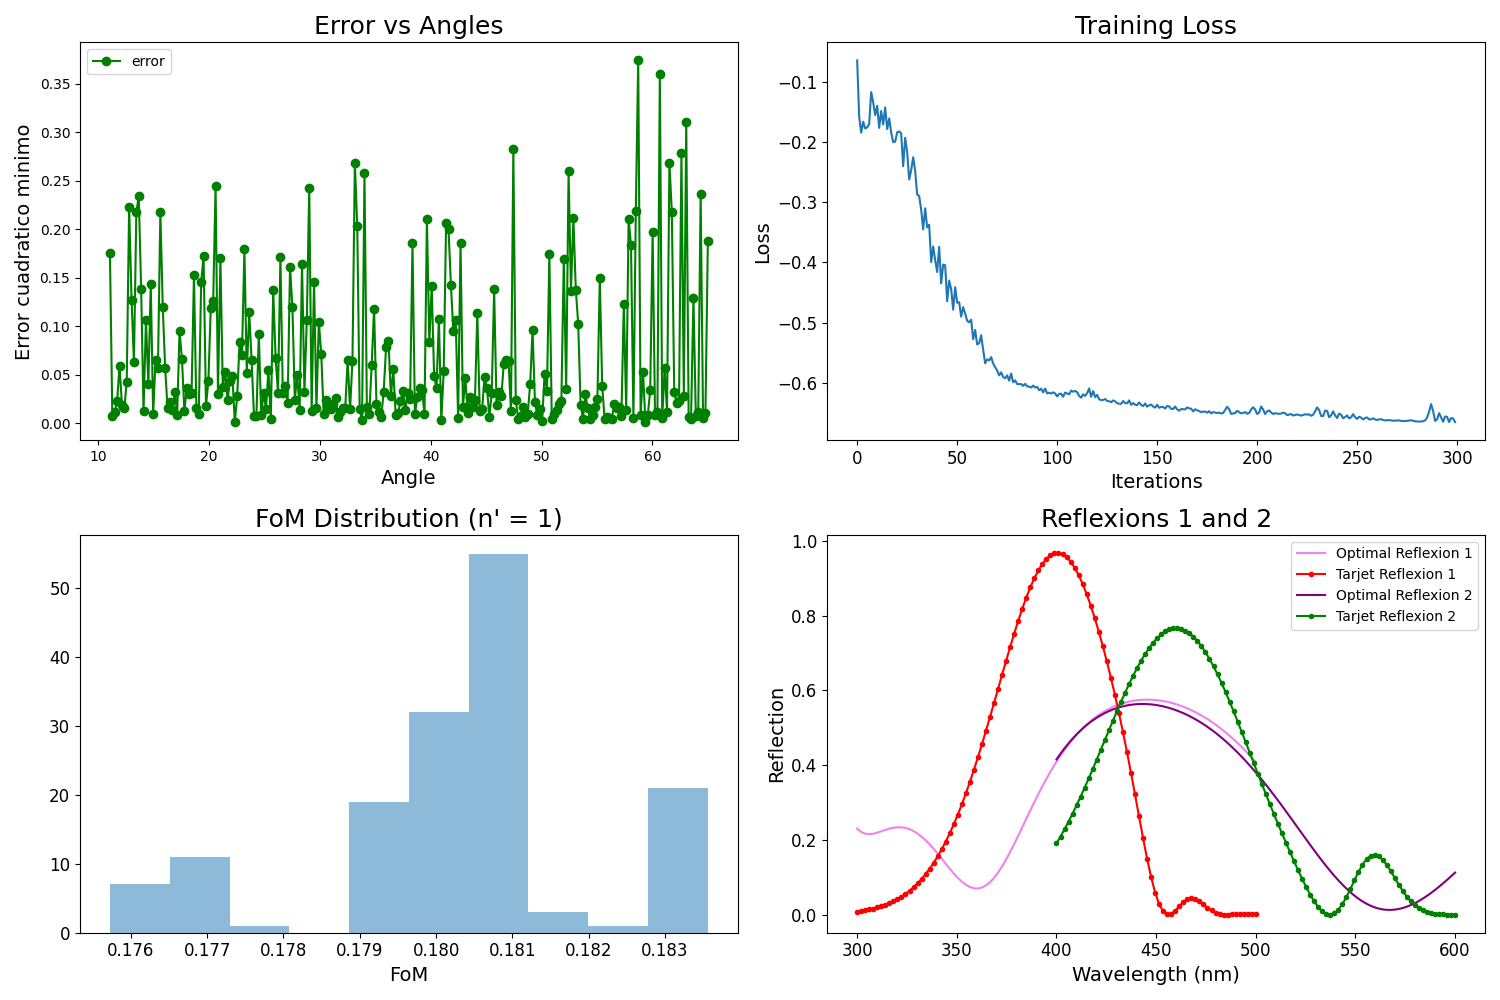 Error vs Angles
error
Error cuadratico minimo
0.35
0.30
0.25
0.20
0.15
0.10
0.05
0.00
10 20 30 40 50 60
Angle
Training Loss
Loss
−0.1
−0.2
−0.3
−0.4
−0.5
−0.6
0 50 100 150 200 250 300
Iterations
FoM Distribution (n' = 1)
50
40
30
20
10
0
0.176 0.177 0.178 0.179 0.180 0.181 0.182 0.183
FoM
Reflexions 1 and 2
Optimal Reflexion 1
Tarjet Reflexion 1
Optimal Reflexion 2
Tarjet Reflexion 2
Reflection
1.0
0.8
0.6
0.4
0.2
0.0
300 350 400 450 500 550 600
Wavelength (nm)